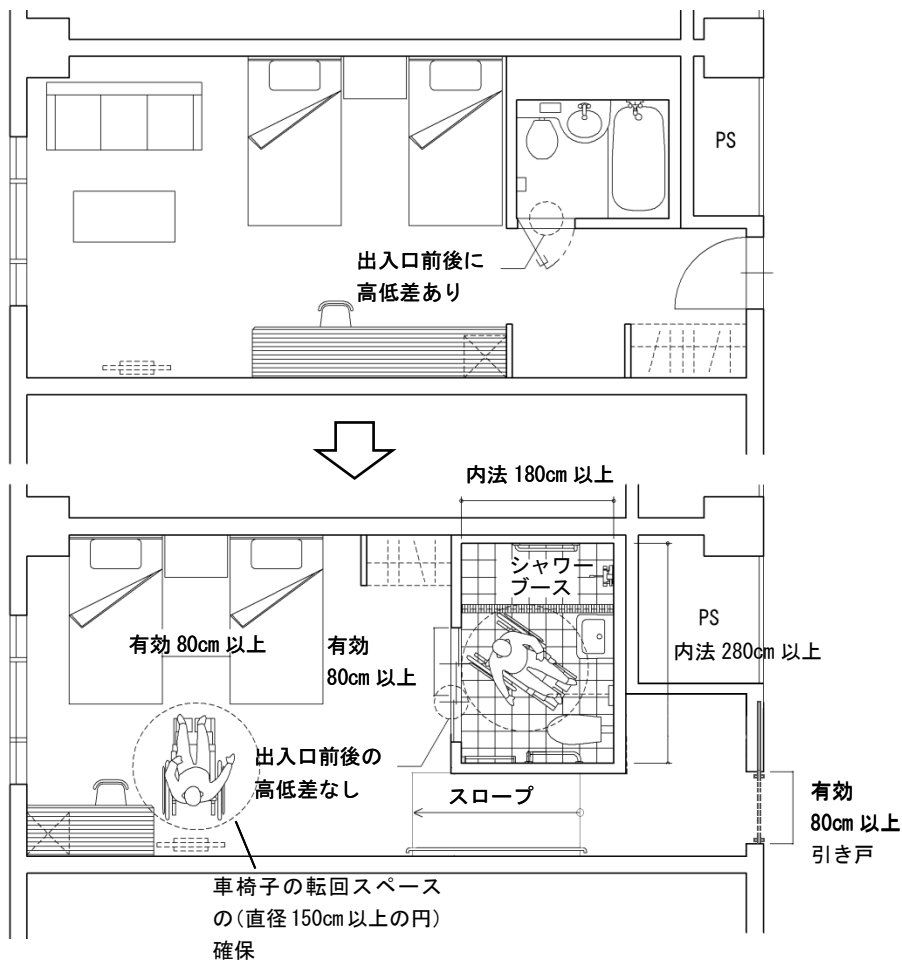 PS
出入口前後に
高低差あり
内法 180cm 以上
シャワー
ブース
PS
内法 280cm 以上
有効 80cm 以上
有効
80cm 以上
出入口前後の
高低差なし
スロープ
有効
80cm 以上
引き戸
車椅子の転回スペース
の(直径 150cm 以上の円)
確保